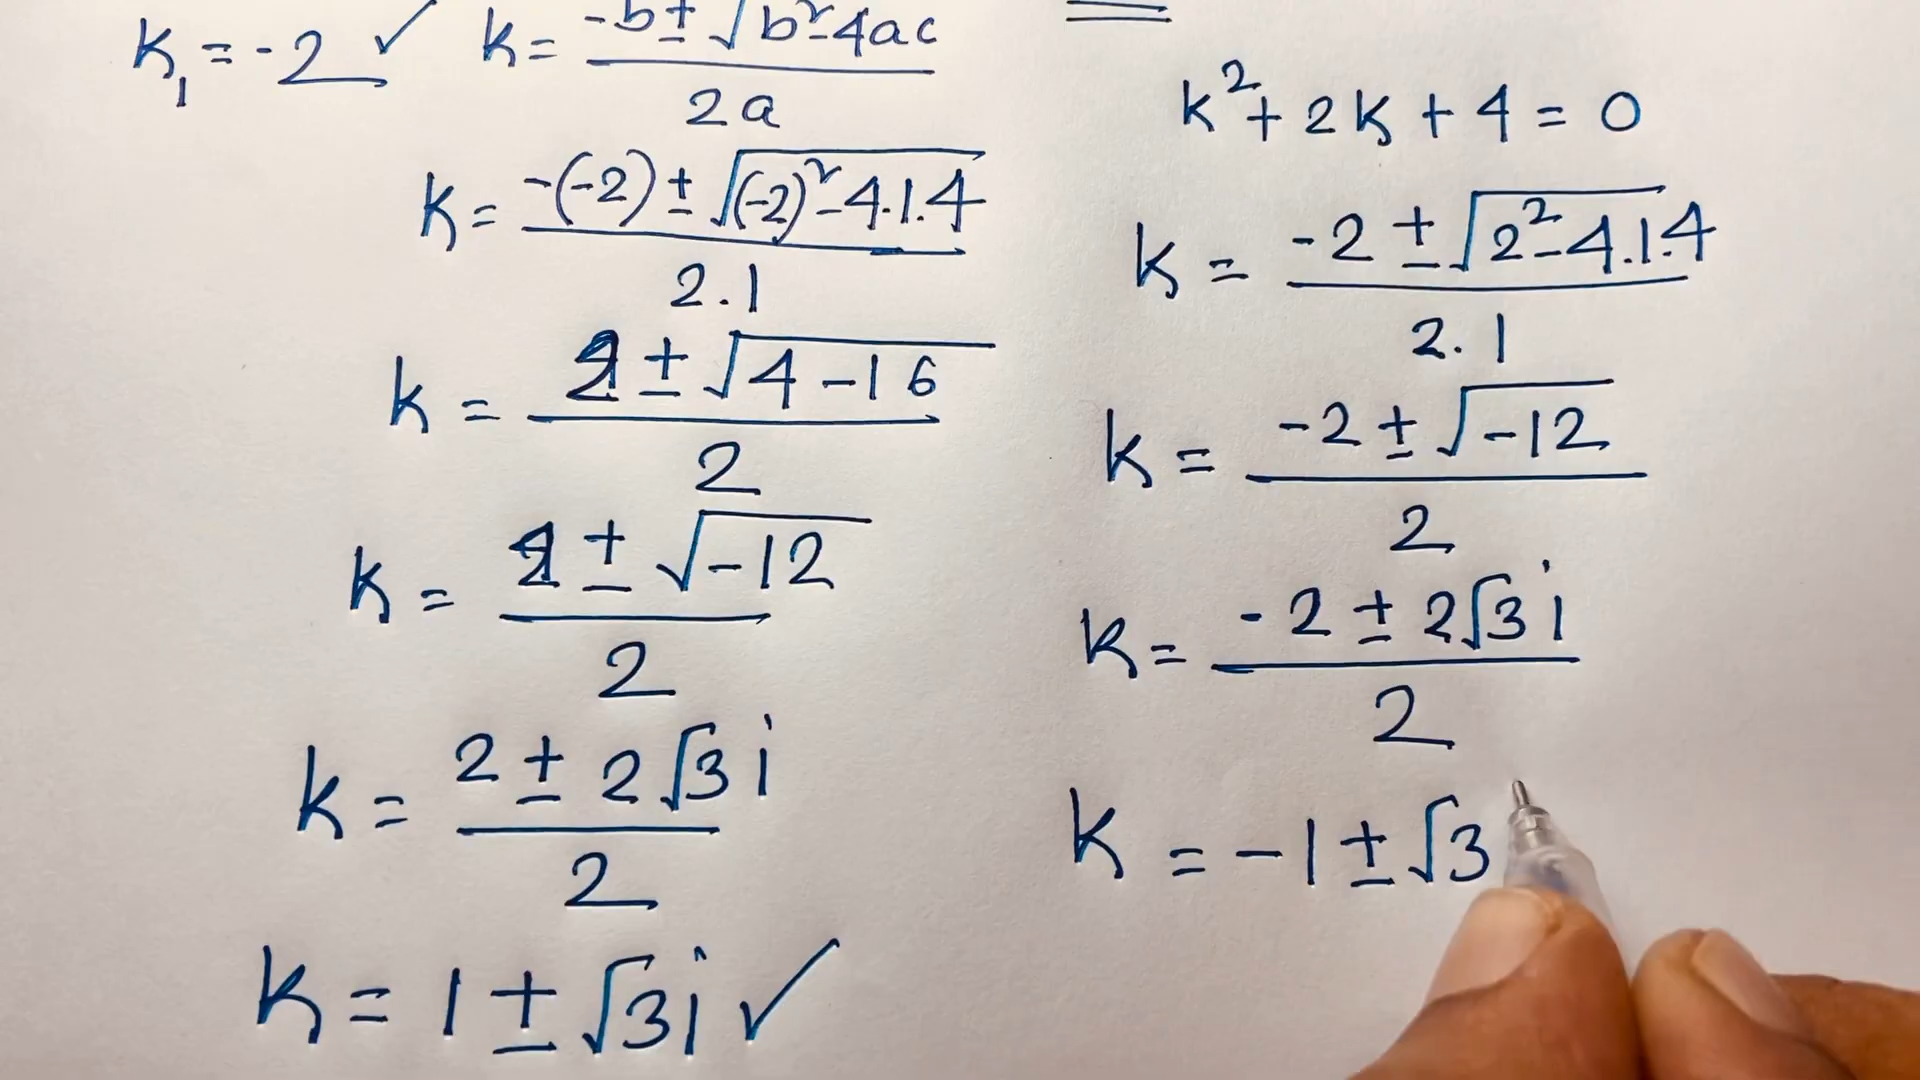 K₁ = -2 ✓
k = (-b ± √(b² - 4ac)) / 2a
k = (-(-2) ± √((-2)² - 4.1.4)) / 2.1
k = (2 ± √(4 - 16)) / 2
k = (2 ± √(-12)) / 2
k = (2 ± 2√3 i) / 2
k = 1 ± √3 i ✓
k² + 2k + 4 = 0
k = (-2 ± √(2² - 4.1.4)) / 2.1
k = (-2 ± √(-12)) / 2
k = (-2 ± 2√3 i) / 2
k = -1 ± √3